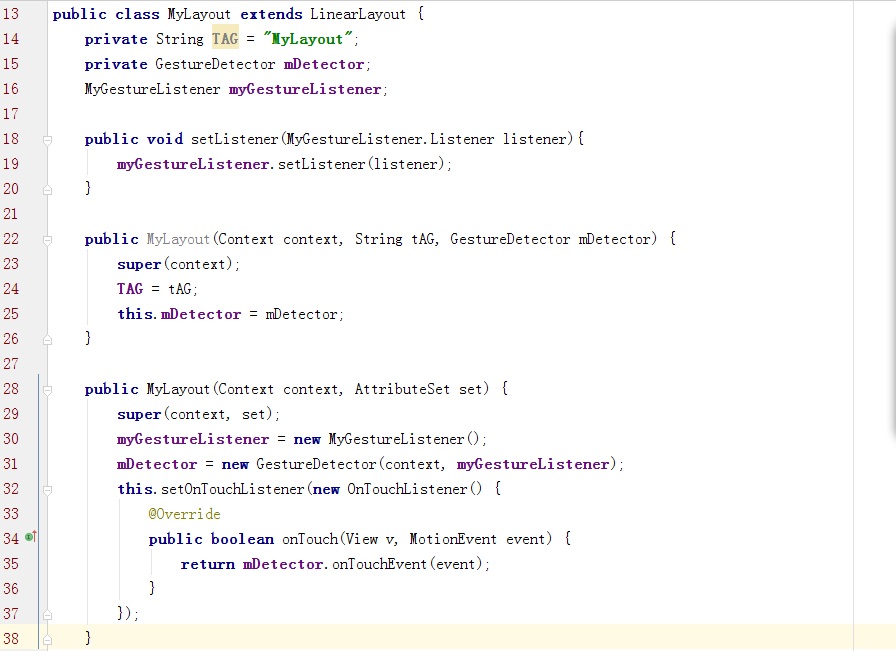 13 public class MyLayout extends LinearLayout {
14     private String TAG = "MyLayout";
15     private GestureDetector mDetector;
16     MyGestureListener myGestureListener;
17
18     public void setListener(MyGestureListener.Listener listener){
19         myGestureListener.setListener(listener);
20     }
21
22     public MyLayout(Context context, String tAG, GestureDetector mDetector) {
23         super(context);
24         TAG = tAG;
25         this.mDetector = mDetector;
26     }
27
28     public MyLayout(Context context, AttributeSet set) {
29         super(context, set);
30         myGestureListener = new MyGestureListener();
31         mDetector = new GestureDetector(context, myGestureListener);
32         this.setOnTouchListener(new OnTouchListener() {
33             @Override
34             public boolean onTouch(View v, MotionEvent event) {
35                 return mDetector.onTouchEvent(event);
36             }
37         });
38     }